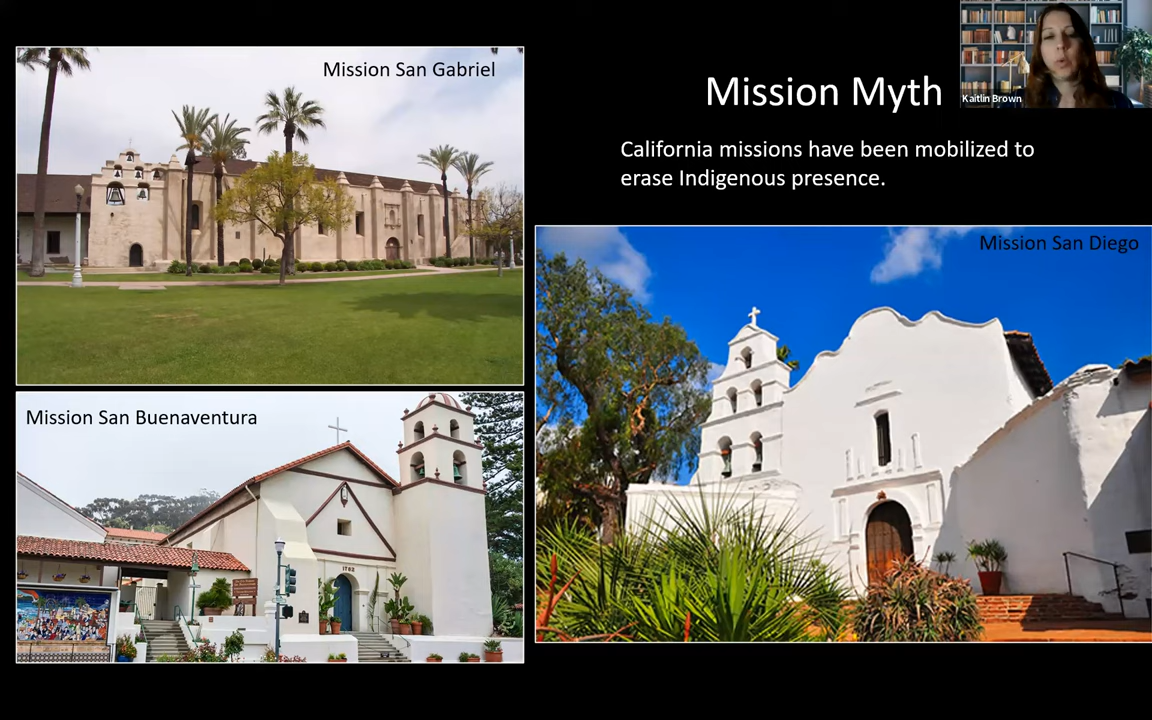 Mission San Gabriel
Mission Myth
Kaitlin Brown
California missions have been mobilized to
erase Indigenous presence.
Mission San Diego
Mission San Buenaventura
1782